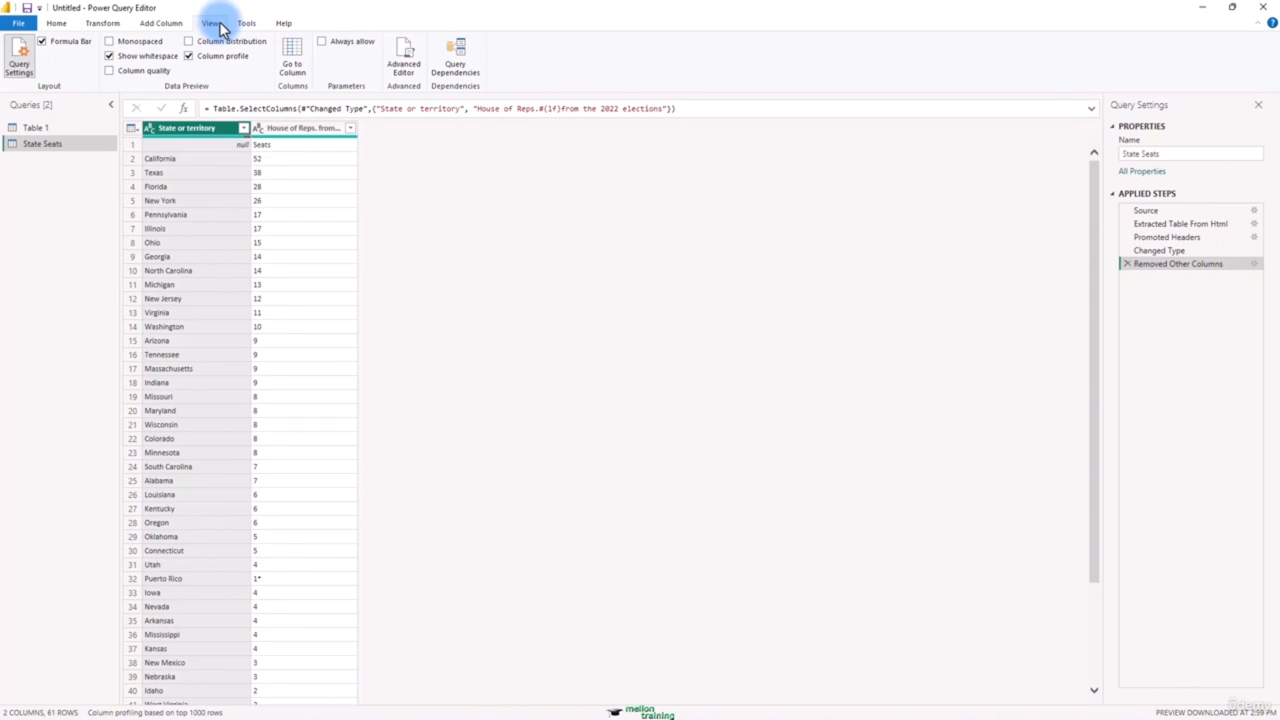 Untitled - Power Query Editor
File Home Transform Add Column View Tools Help
Query Settings
Formula Bar
Layout
Monospaced
Show whitespace
Column quality
Column distribution
Column profile
Data Preview
Go to Column
Columns
Always allow
Parameters
Advanced Editor
Advanced
Query Dependencies
Dependencies
Queries [2]
Table 1
State Seats
fx = Table.SelectColumns(#"Changed Type",{"State or territory", "House of Reps.#(lf)from the 2022 elections"})
State or territory House of Reps. from...
1 null Seats
2 California 52
3 Texas 38
4 Florida 28
5 New York 26
6 Pennsylvania 17
7 Illinois 17
8 Ohio 15
9 Georgia 14
10 North Carolina 14
11 Michigan 13
12 New Jersey 12
13 Virginia 11
14 Washington 10
15 Arizona 9
16 Tennessee 9
17 Massachusetts 9
18 Indiana 9
19 Missouri 8
20 Maryland 8
21 Wisconsin 8
22 Colorado 8
23 Minnesota 8
24 South Carolina 7
25 Alabama 7
26 Louisiana 6
27 Kentucky 6
28 Oregon 6
29 Oklahoma 5
30 Connecticut 5
31 Utah 4
32 Puerto Rico 1*
33 Iowa 4
34 Nevada 4
35 Arkansas 4
36 Mississippi 4
37 Kansas 4
38 New Mexico 3
39 Nebraska 3
40 Idaho 2
Query Settings
PROPERTIES
Name
State Seats
All Properties
APPLIED STEPS
Source
Extracted Table From Html
Promoted Headers
Changed Type
Removed Other Columns
2 COLUMNS, 61 ROWS Column profiling based on top 1000 rows
mellon training
udemy
PREVIEW DOWNLOADED AT 2:59 PM